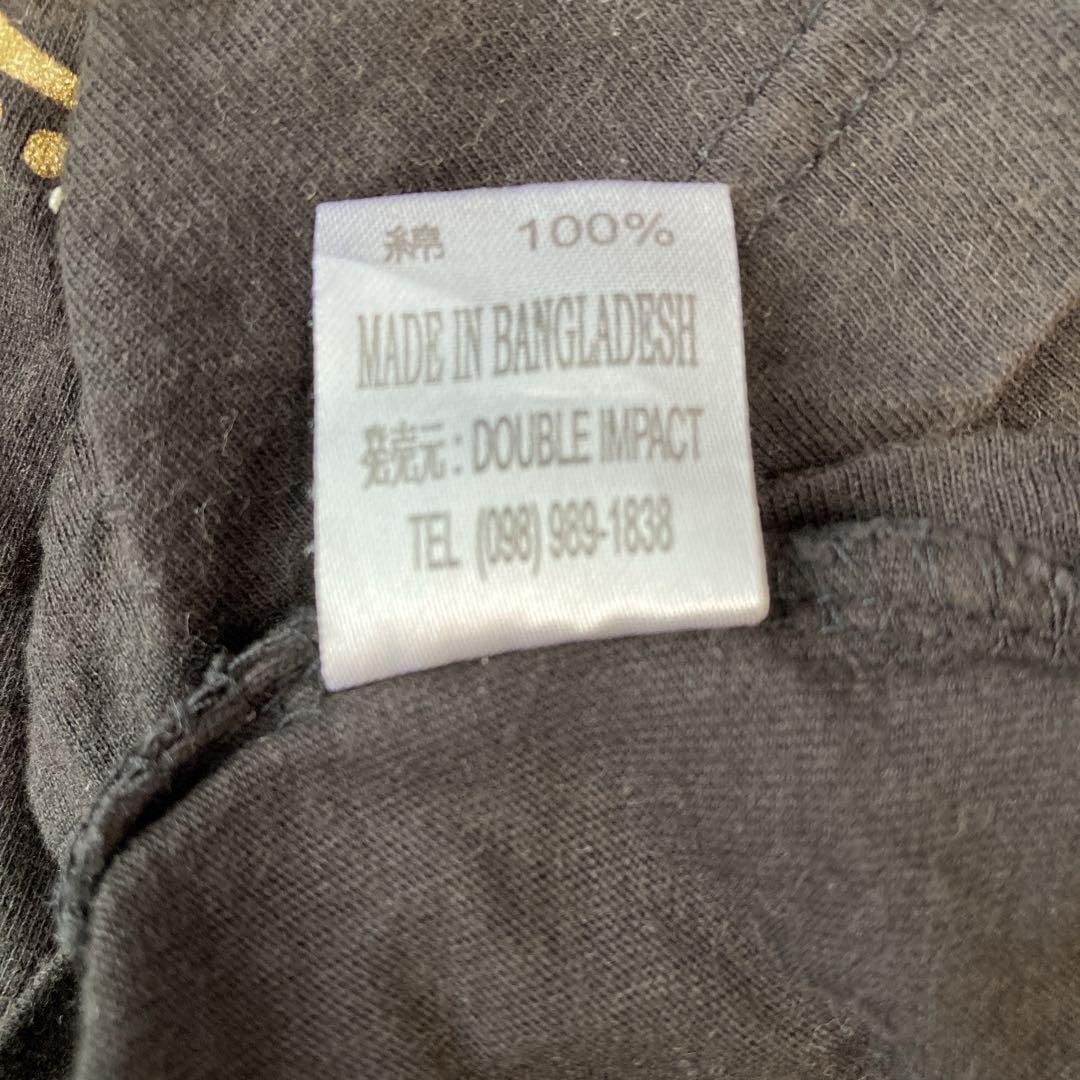 綿 100%
MADE IN BANGLADESH
発売元 : DOUBLE IMPACT
TEL (098) 989-1838